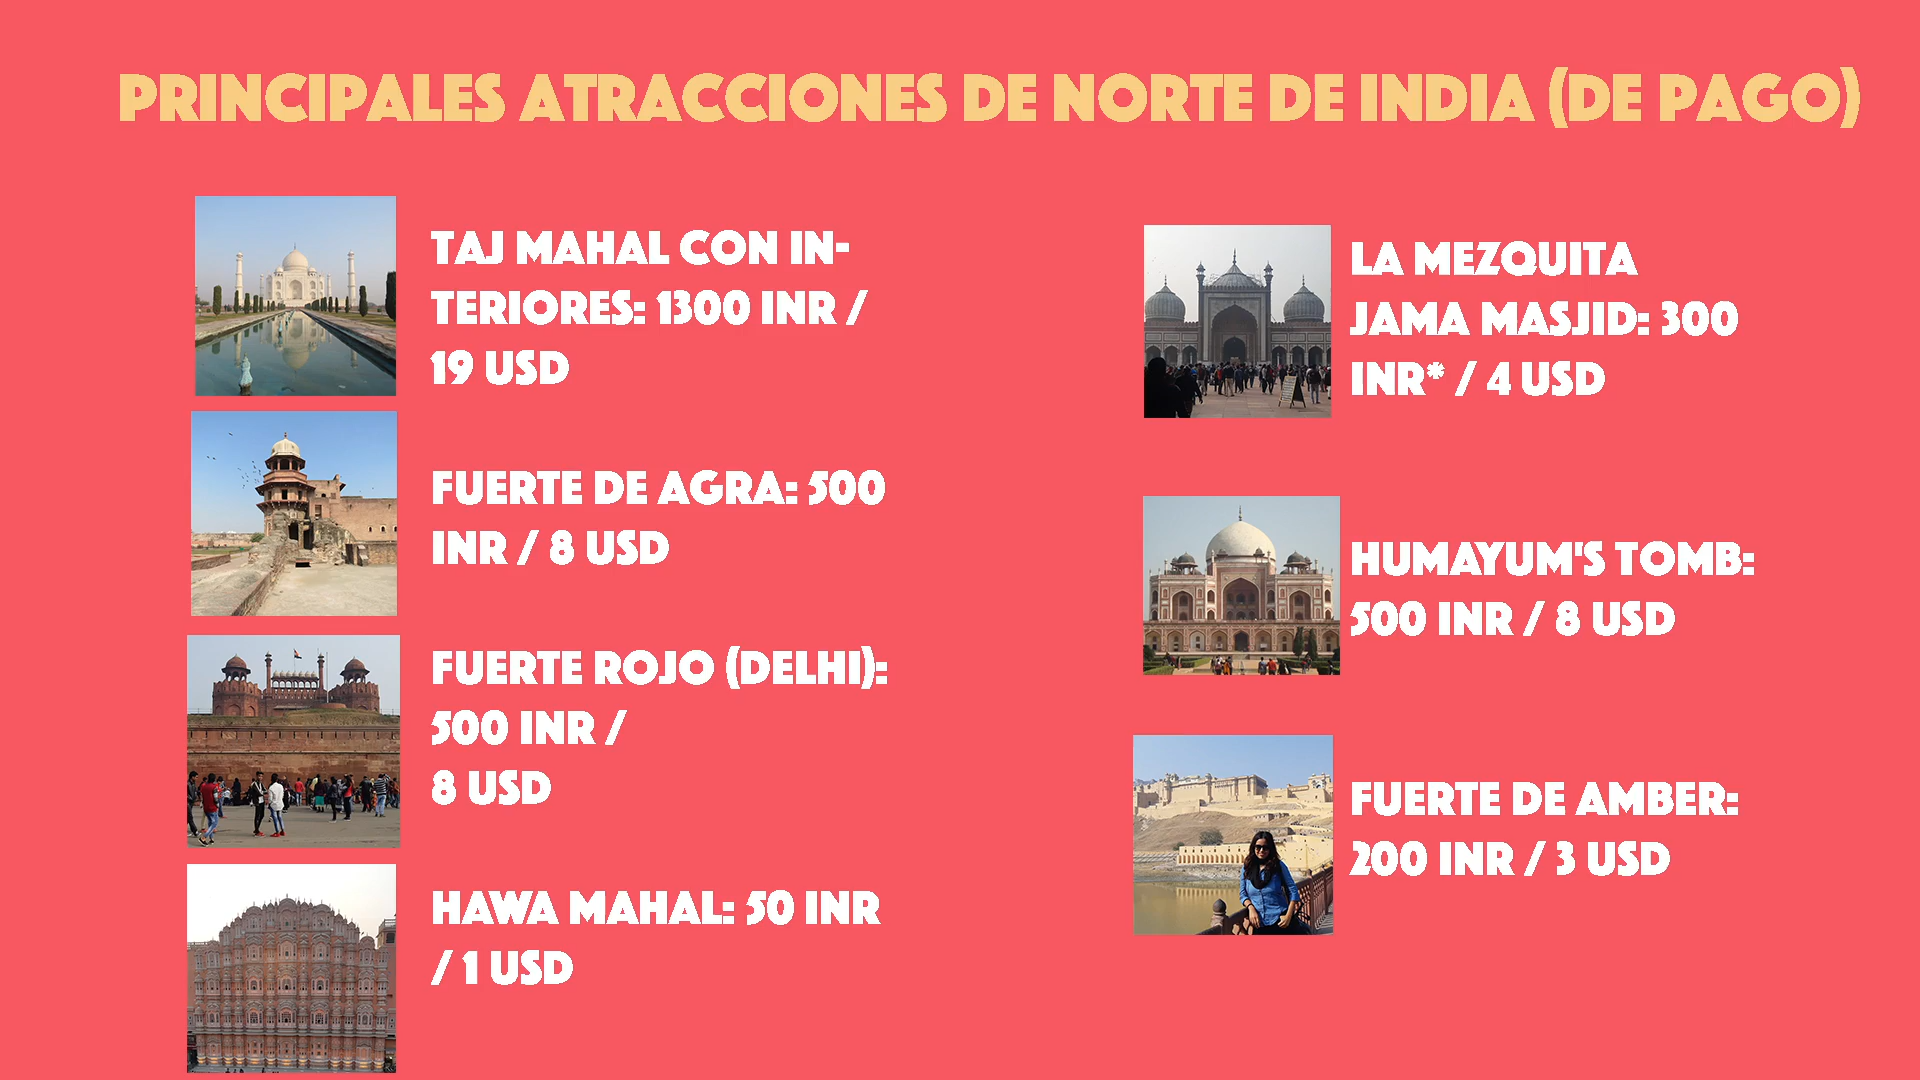 PRINCIPALES ATRACCIONES DE NORTE DE INDIA (DE PAGO)
TAJ MAHAL CON IN-
TERIORES: 1300 INR /
19 USD
FUERTE DE AGRA: 500
INR / 8 USD
FUERTE ROJO (DELHI):
500 INR /
8 USD
HAWA MAHAL: 50 INR
/ 1 USD
LA MEZQUITA
JAMA MASJID: 300
INR* / 4 USD
HUMAYUM'S TOMB:
500 INR / 8 USD
FUERTE DE AMBER:
200 INR / 3 USD